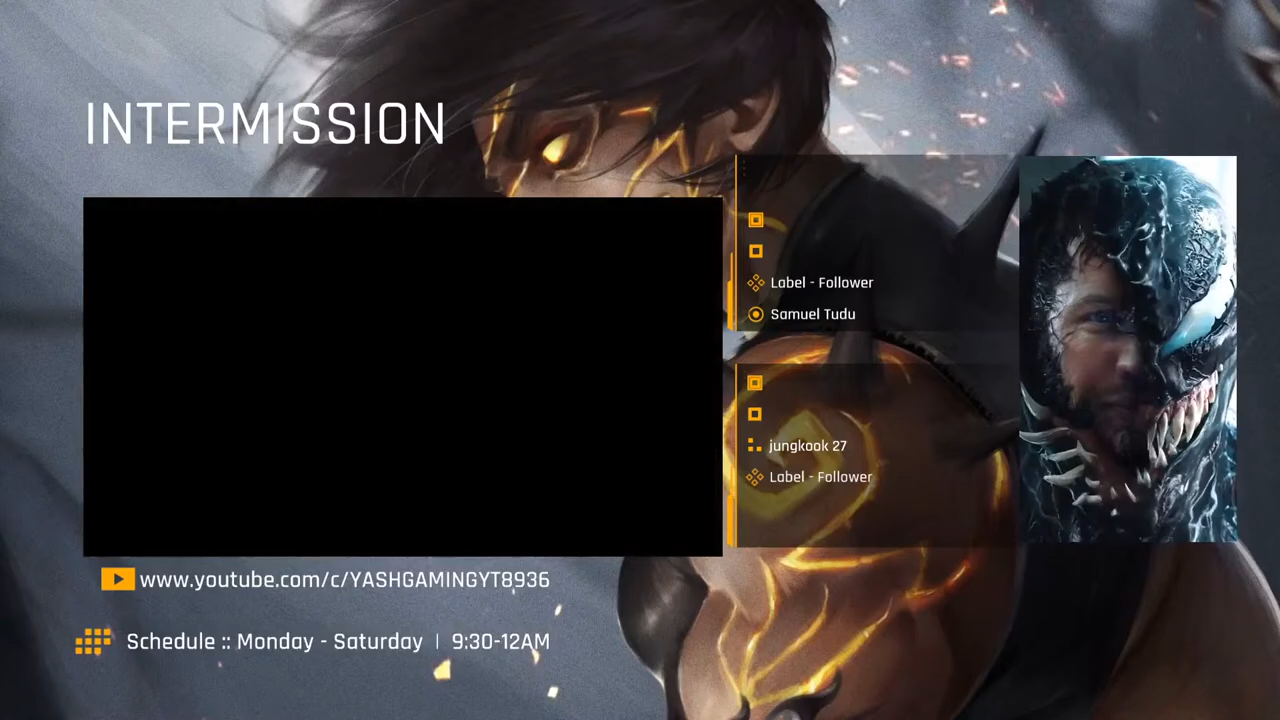 INTERMISSION
Label - Follower
Samuel Tudu
jungkook 27
Label - Follower
www.youtube.com/c/YASHGAMINGYT8936
Schedule :: Monday - Saturday | 9:30-12AM